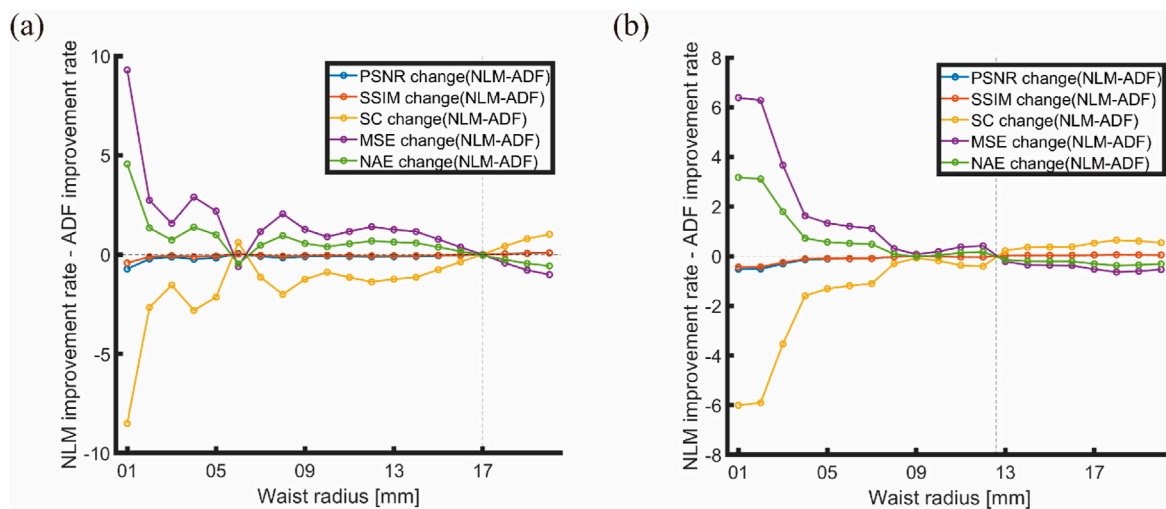 (a)
NLM improvement rate - ADF improvement rate
10
5
0
-5
-10
PSNR change(NLM-ADF)
SSIM change(NLM-ADF)
SC change(NLM-ADF)
MSE change(NLM-ADF)
NAE change(NLM-ADF)
01 05 09 13 17
Waist radius [mm]
(b)
NLM improvement rate - ADF improvement rate
8
6
4
2
0
-2
-4
-6
-8
PSNR change(NLM-ADF)
SSIM change(NLM-ADF)
SC change(NLM-ADF)
MSE change(NLM-ADF)
NAE change(NLM-ADF)
01 05 09 13 17
Waist radius [mm]